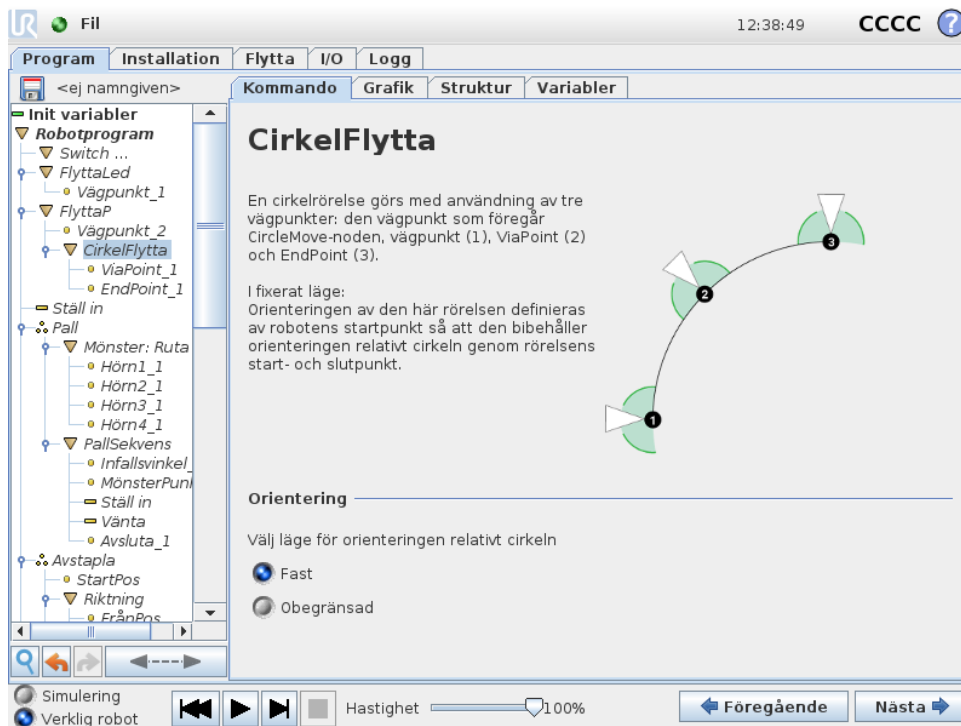 UR Fil 12:38:49 CCCC ?
Program Installation Flytta I/O Logg
<ej namngiven>
Kommando Grafik Struktur Variabler
Init variabler
Robotprogram
Switch ...
FlyttaLed
Vägpunkt_1
FlyttaP
Vägpunkt_2
CirkelFlytta
ViaPoint_1
EndPoint_1
Ställ in
Pall
Mönster: Ruta
Hörn1_1
Hörn2_1
Hörn3_1
Hörn4_1
PallSekvens
Infallsvinkel_
MönsterPun
Ställ in
Vänta
Avsluta_1
Avstapla
StartPos
Riktning
FrånPos
CirkelFlytta
En cirkelrörelse görs med användning av tre
vägpunkter: den vägpunkt som föregår
CircleMove-noden, vägpunkt (1), ViaPoint (2)
och EndPoint (3).
I fixerat läge:
Orienteringen av den här rörelsen definieras
av robotens startpunkt så att den bibehåller
orienteringen relativt cirkeln genom rörelsens
start- och slutpunkt.
3
2
1
Orientering
Välj läge för orienteringen relativt cirkeln
Fast
Obegränsad
Simulering
Verklig robot
Hastighet 100%
Föregående Nästa